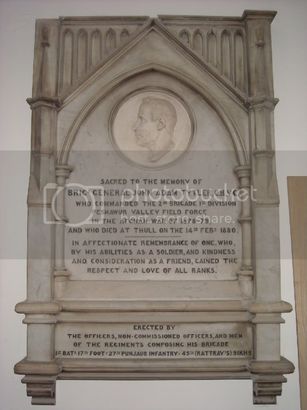 SACRED TO THE MEMORY OF
BRIG. GENERAL JOHN ADAM TYTLER, C.B. V.C.
WHO COMMANDED THE 2ND BRIGADE 1ST DIVISION
PESHAWUR VALLEY FIELD FORCE
IN THE AFGHAN WAR OF 1878-79,
AND WHO DIED AT THULL ON THE 14TH FEBY 1880.
IN AFFECTIONATE REMEMBRANCE OF ONE, WHO,
BY HIS ABILITIES AS A SOLDIER, AND KINDNESS
AND CONSIDERATION AS A FRIEND, GAINED THE
RESPECT AND LOVE OF ALL RANKS.
ERECTED BY
THE OFFICERS, NON-COMMISSIONED OFFICERS, AND MEN
OF THE REGIMENTS COMPOSING HIS BRIGADE
1ST BATN 17TH FOOT · 27TH PUNJAUB INFANTRY · 45TH (RATTRAY'S) SIKHS
photobucket